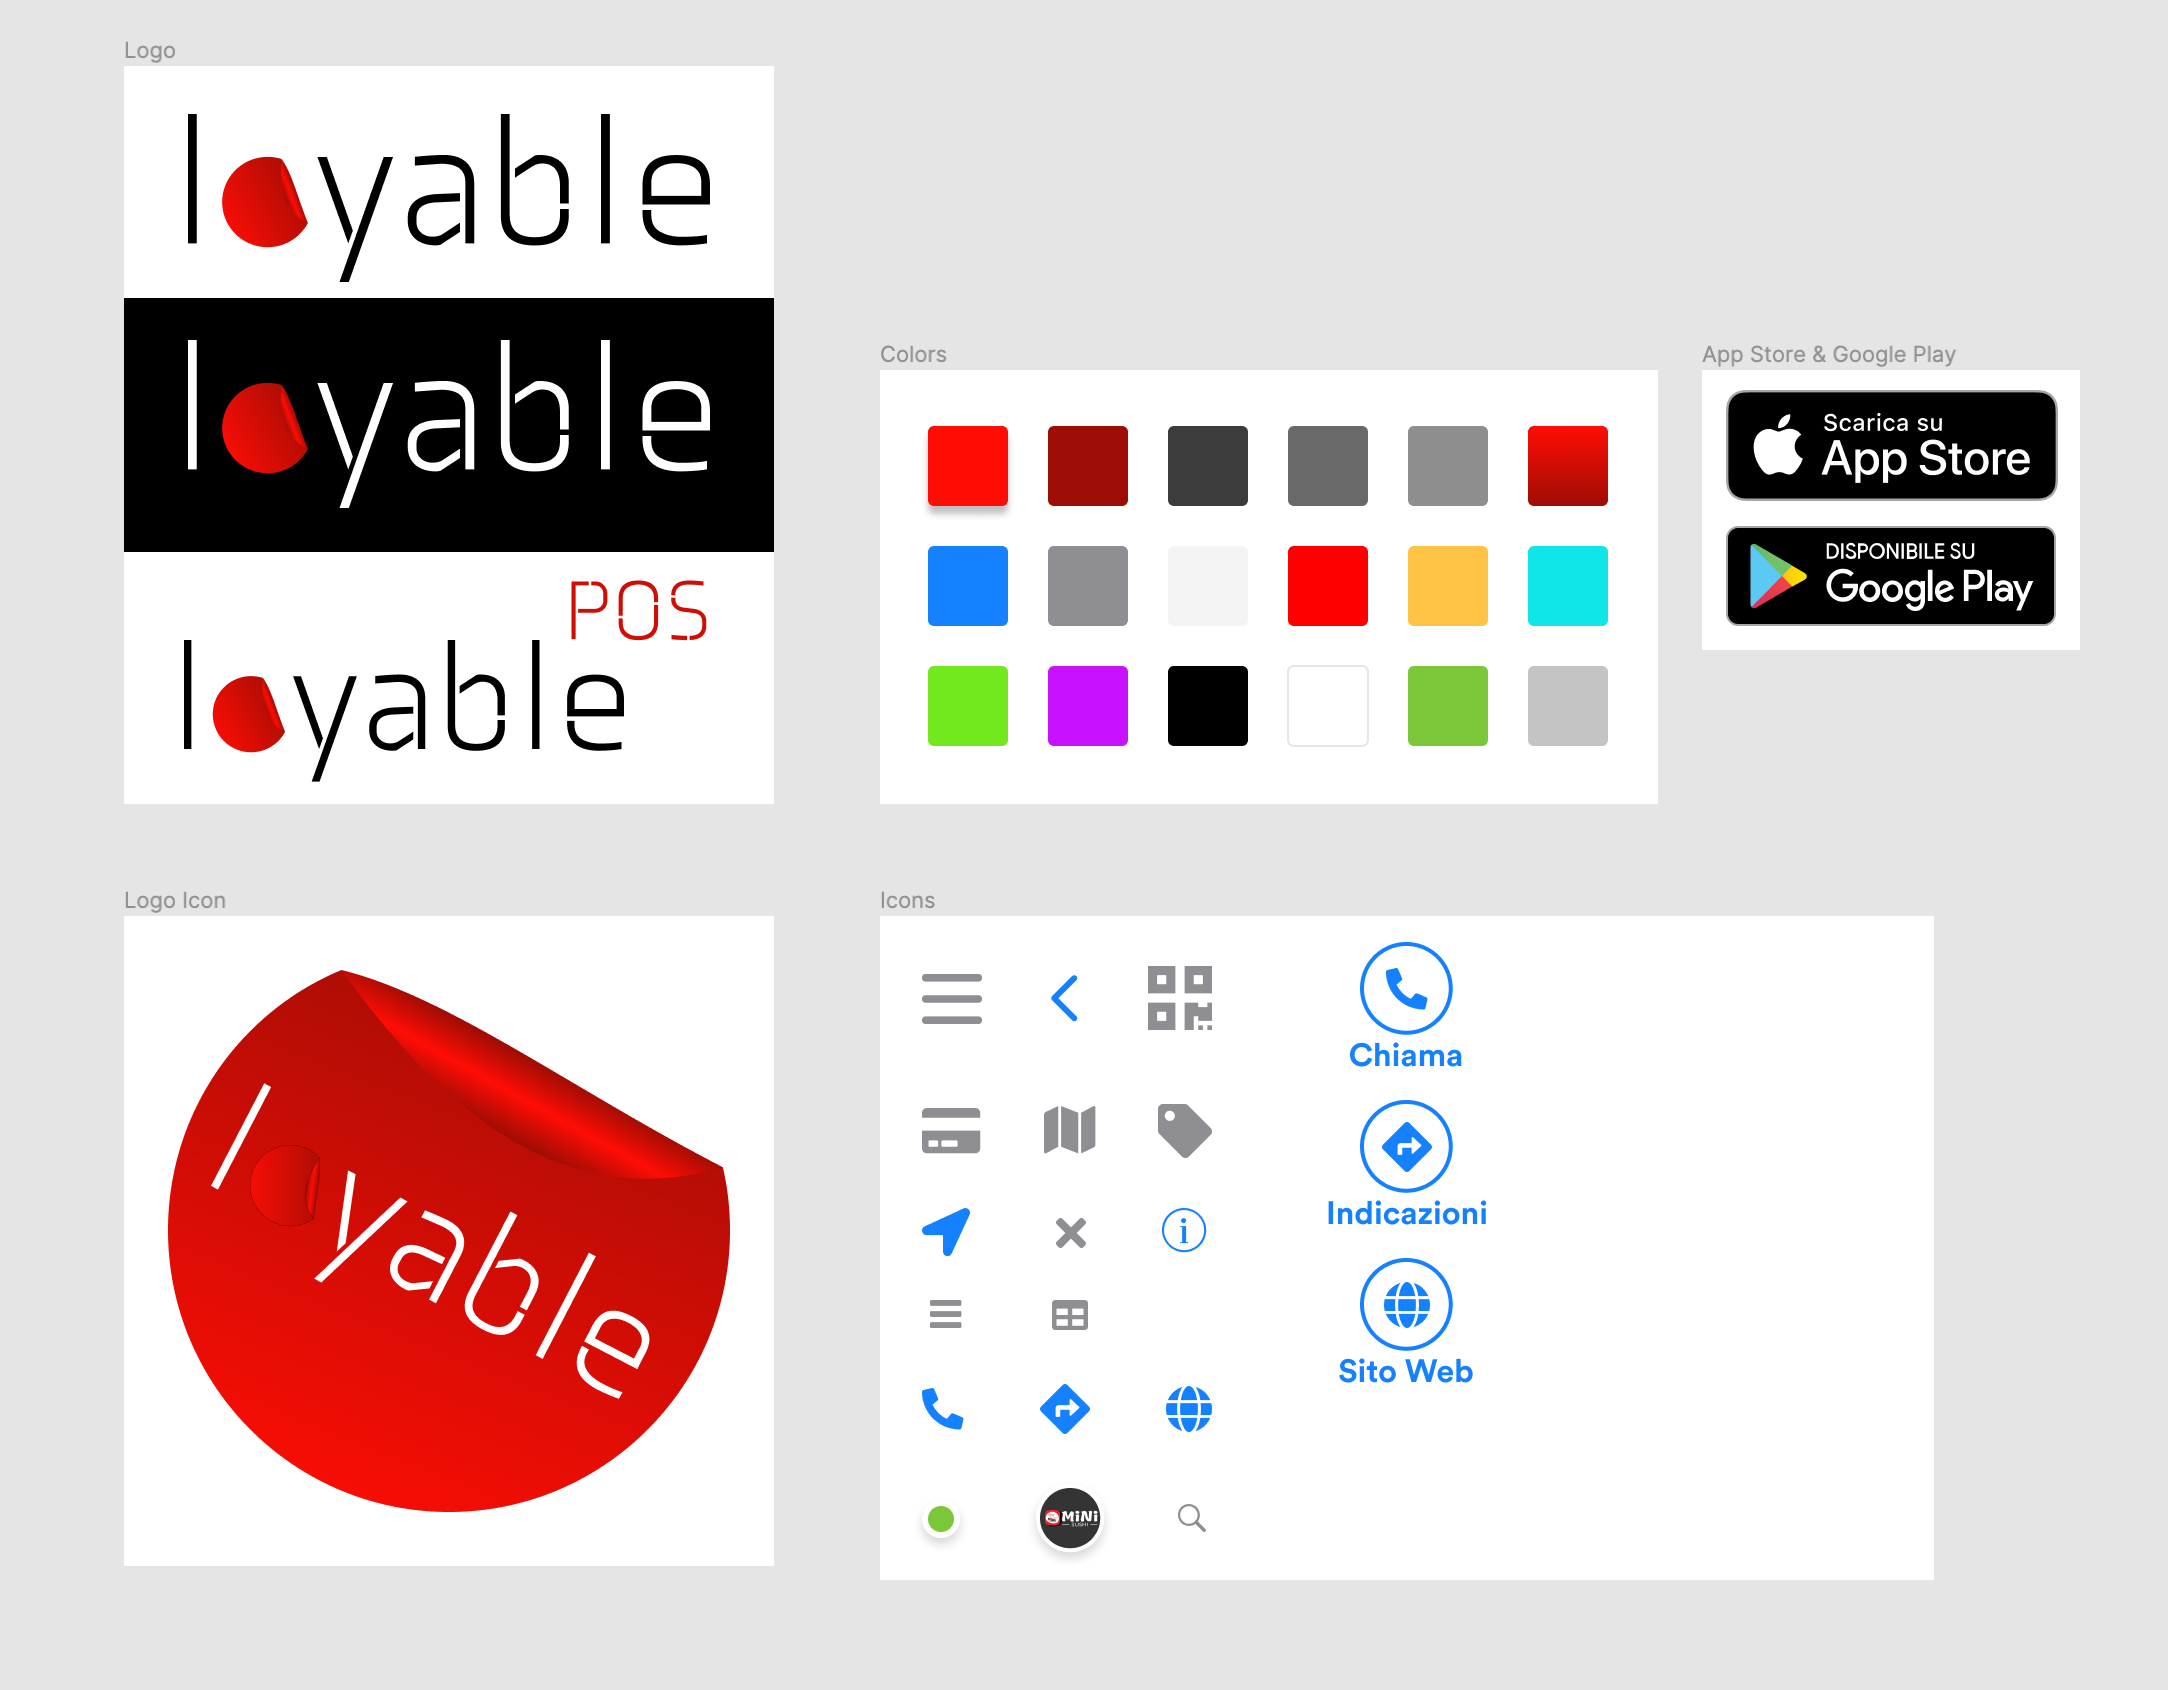 Logo
loyable
loyable
POS
loyable
Colors
App Store & Google Play
Scarica su
App Store
DISPONIBILE SU
Google Play
Logo Icon
loyable
Icons
Chiama
Indicazioni
Sito Web
i
MiNi
SUSHI